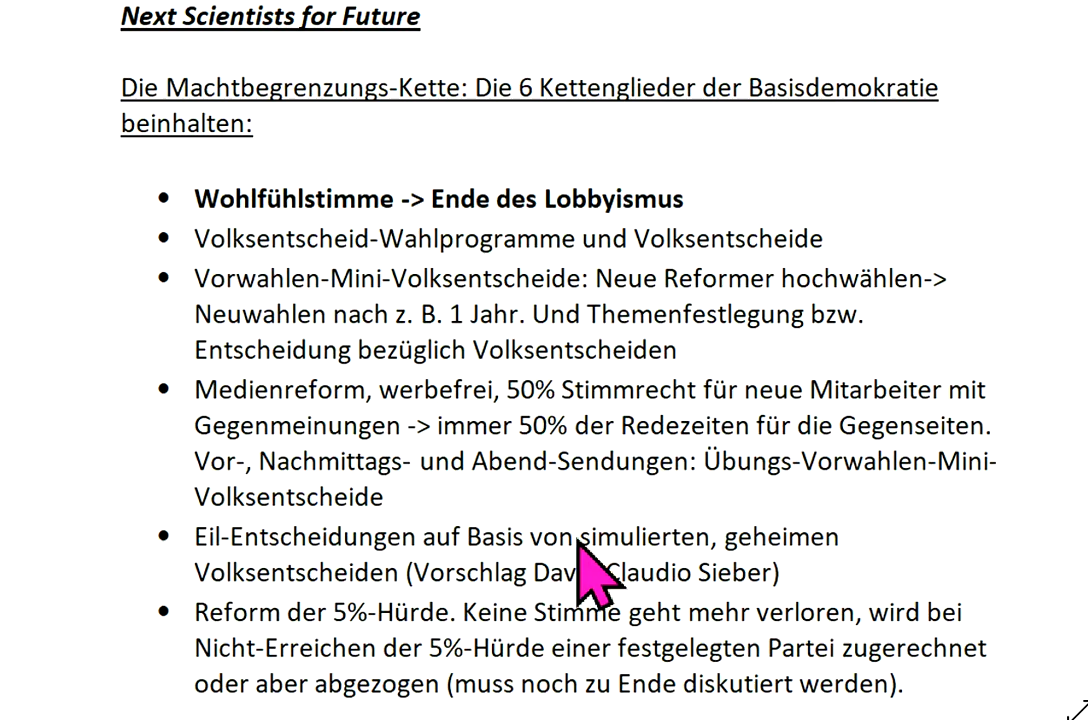 Next Scientists for Future
Die Machtbegrenzungs-Kette: Die 6 Kettenglieder der Basisdemokratie
beinhalten:
• Wohlfühlstimme -> Ende des Lobbyismus
• Volksentscheid-Wahlprogramme und Volksentscheide
• Vorwahlen-Mini-Volksentscheide: Neue Reformer hochwählen->
Neuwahlen nach z. B. 1 Jahr. Und Themenfestlegung bzw.
Entscheidung bezüglich Volksentscheiden
• Medienreform, werbefrei, 50% Stimmrecht für neue Mitarbeiter mit
Gegenmeinungen -> immer 50% der Redezeiten für die Gegenseiten.
Vor-, Nachmittags- und Abend-Sendungen: Übungs-Vorwahlen-Mini-
Volksentscheide
• Eil-Entscheidungen auf Basis von simulierten, geheimen
Volksentscheiden (Vorschlag Claudio Sieber)
• Reform der 5%-Hürde. Keine Stimme geht mehr verloren, wird bei
Nicht-Erreichen der 5%-Hürde einer festgelegten Partei zugerechnet
oder aber abgezogen (muss noch zu Ende diskutiert werden).